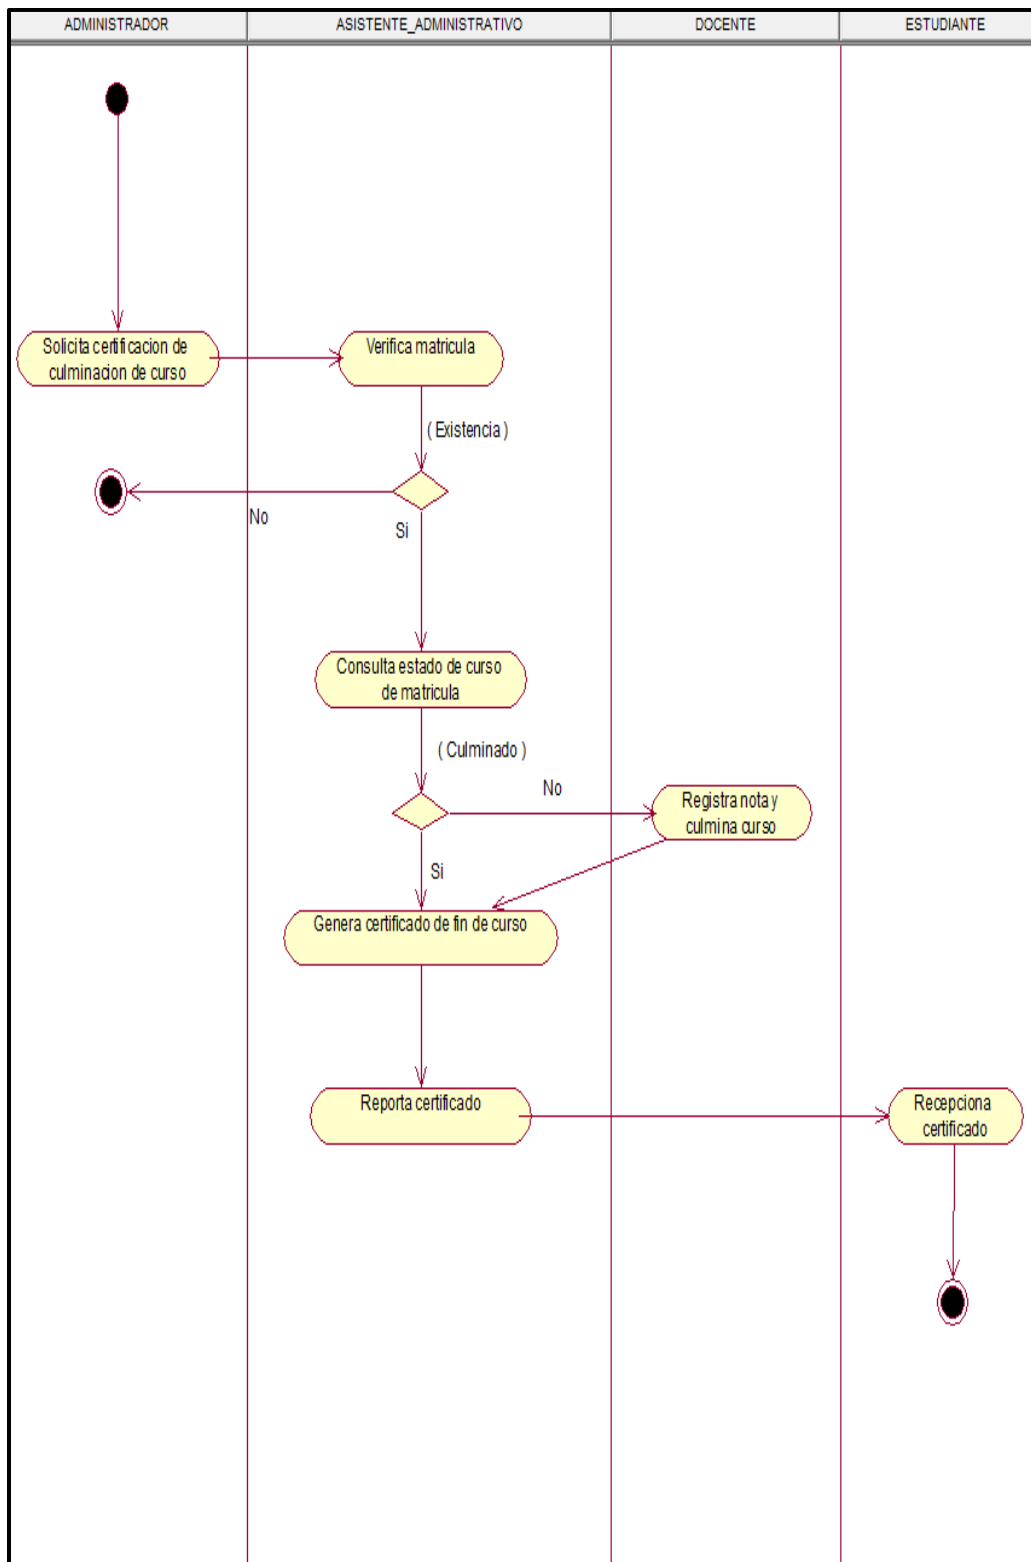 ADMINISTRADOR
ASISTENTE_ADMINISTRATIVO
DOCENTE
ESTUDIANTE
Solicita certificacion de
culminacion de curso
Verifica matricula
( Existencia )
No
Si
Consulta estado de curso
de matricula
( Culminado )
No
Registra nota y
culmina curso
Si
Genera certificado de fin de curso
Reporta certificado
Recepciona
certificado